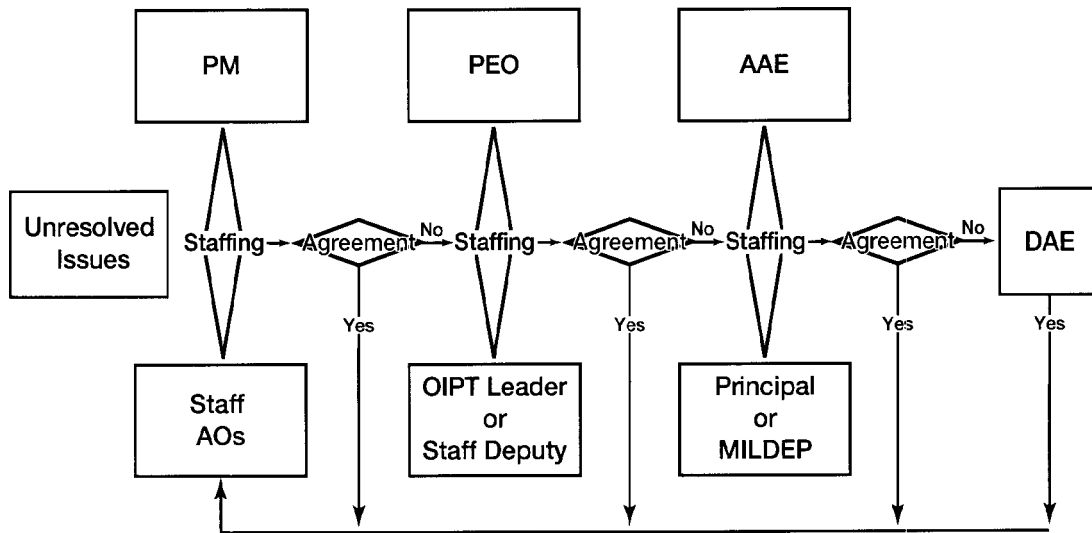 PM
PEO
AAE
Unresolved
Issues
Staffing
Agreement
No
Staffing
Agreement
No
Staffing
Agreement
No
DAE
Yes
Yes
Yes
Yes
Staff
AOs
OIPT Leader
or
Staff Deputy
Principal
or
MILDEP